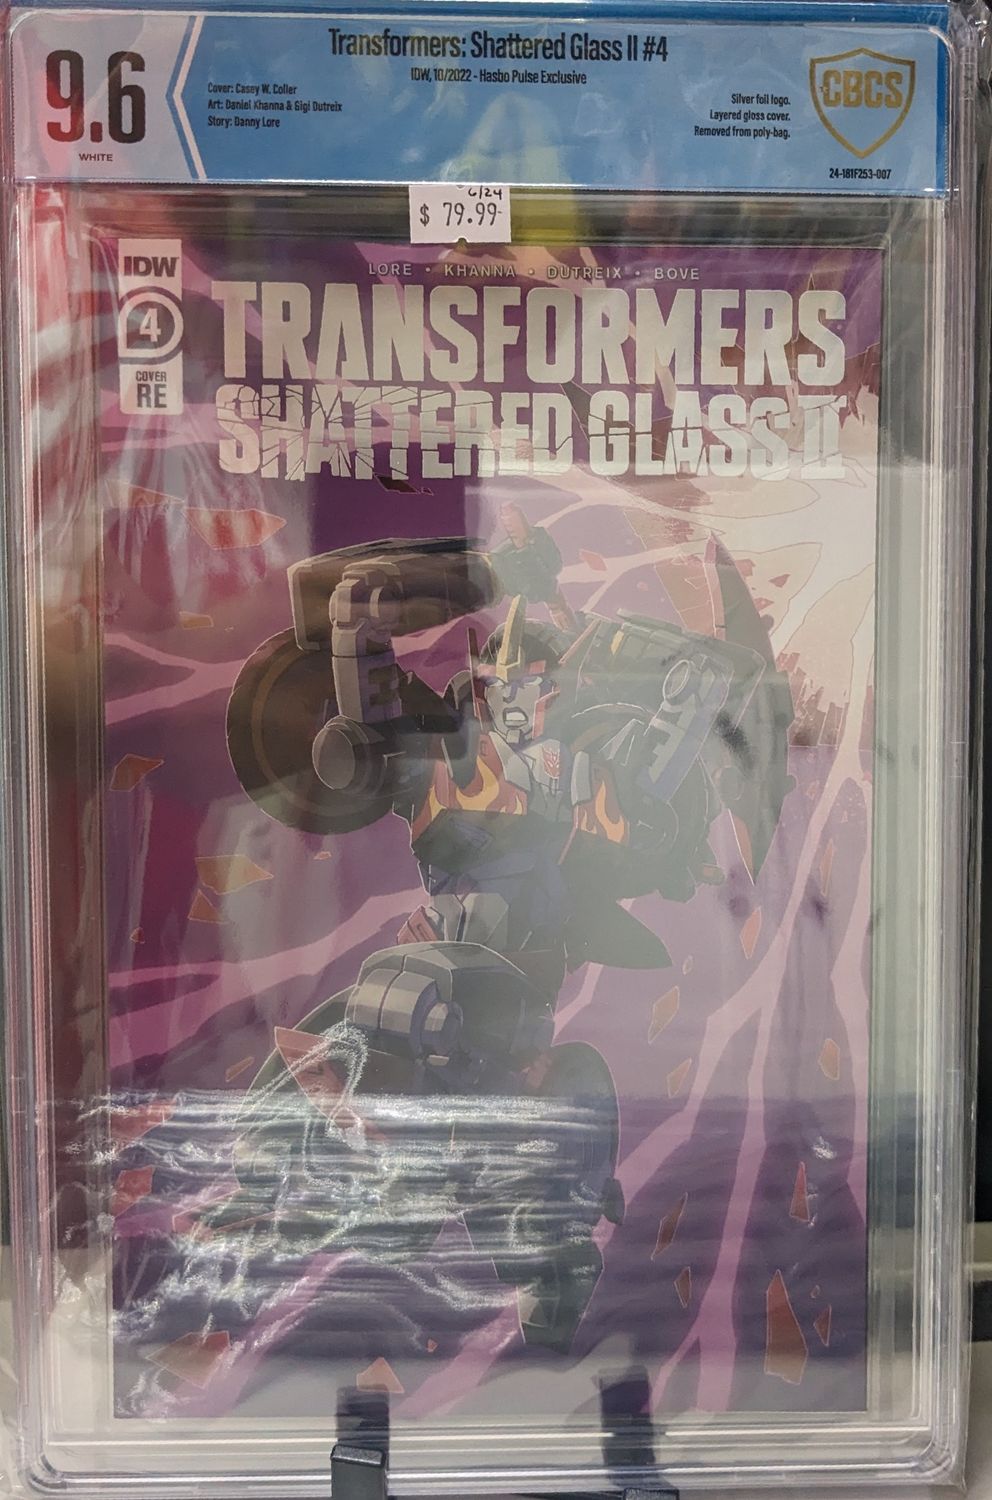 9.6
WHITE
Transformers: Shattered Glass II #4
IDW, 10/2022 - Hasbo Pulse Exclusive
Cover: Casey W. Coller
Art: Daniel Khanna & Gigi Dutreix
Story: Danny Lore
Silver foil logo.
Layered gloss cover.
Removed from poly-bag.
CBCS
24-181F253-007
6/24
$ 79.99
IDW
4
COVER
RE
LORE • KHANNA • DUTREIX • BOVE
TRANSFORMERS
SHATTERED GLASS II